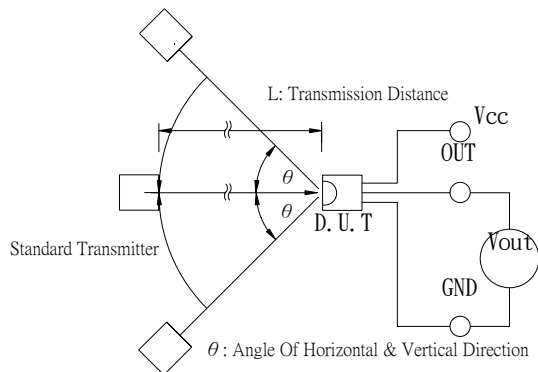 L: Transmission Distance
Vcc
OUT
θ
θ
D.U.T
Standard Transmitter
Vout
GND
θ : Angle Of Horizontal & Vertical Direction